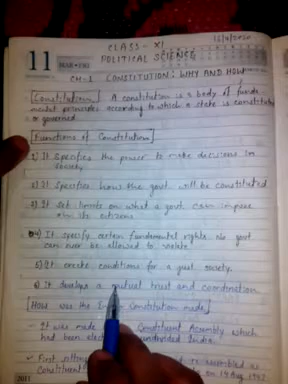 CLASS - XI
11
POLITICAL SCIENCE
CH-1 CONSTITUTION: WHY AND HOW
Constitution A constitution is a body of funda
mental principles according to which a state is constituted
or governed
Functions of Constitution
1) It specifies the power to make decisions in
society
2) It specifies how the govt. will be constituted
3) It set limits on what a govt. can impose
on its citizens
4) It specify certain fundamental rights. No govt
can ever be allowed to violate
5) It create conditions for a just society.
6) It develops a mutual trust and coordination
How was the Constitution made
- It was made Constituent Assembly which
had been undivided India.
- First
Constituent on
2011